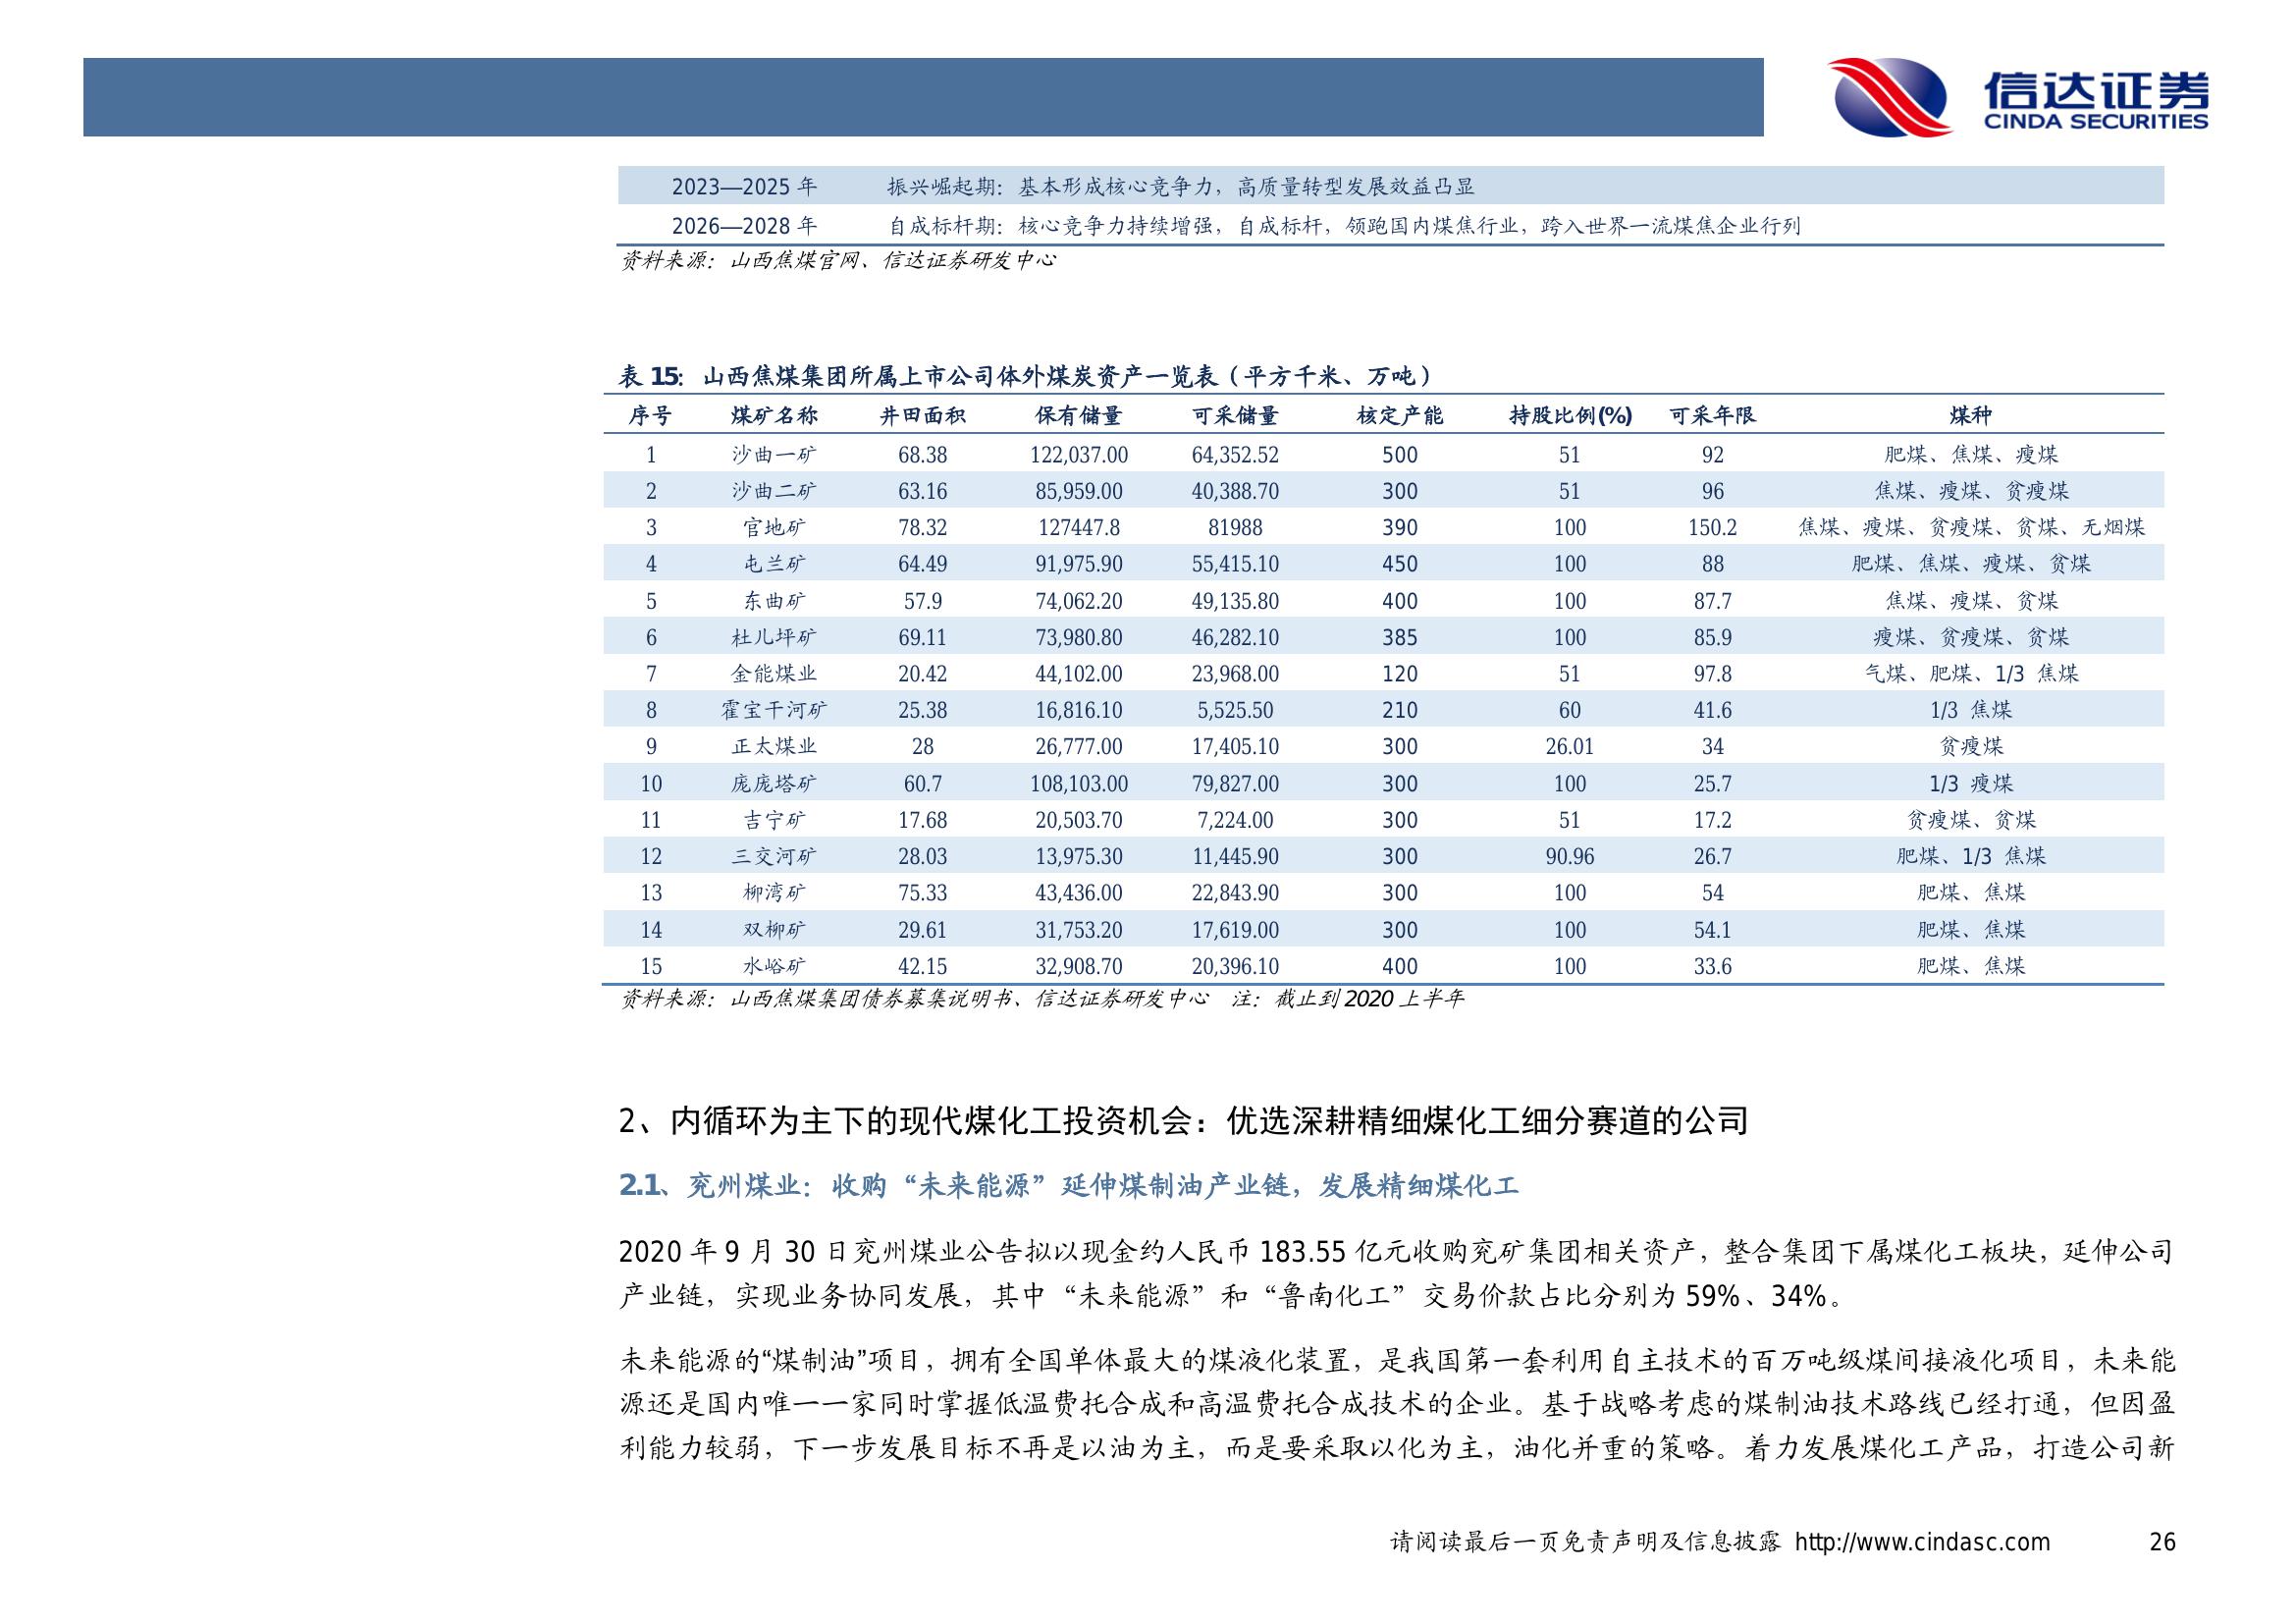 信达证券
CINDA SECURITIES
2023—2025 年 振兴崛起期：基本形成核心竞争力，高质量转型发展效益凸显
2026—2028 年 自成标杆期：核心竞争力持续增强，自成标杆，领跑国内煤焦行业，跨入世界一流煤焦企业行列
资料来源：山西焦煤官网、信达证券研发中心
表 15：山西焦煤集团所属上市公司体外煤炭资产一览表（平方千米、万吨）
序号 煤矿名称 井田面积 保有储量 可采储量 核定产能 持股比例(%) 可采年限 煤种
1 沙曲一矿 68.38 122,037.00 64,352.52 500 51 92 肥煤、焦煤、瘦煤
2 沙曲二矿 63.16 85,959.00 40,388.70 300 51 96 焦煤、瘦煤、贫瘦煤
3 官地矿 78.32 127447.8 81988 390 100 150.2 焦煤、瘦煤、贫瘦煤、贫煤、无烟煤
4 屯兰矿 64.49 91,975.90 55,415.10 450 100 88 肥煤、焦煤、瘦煤、贫煤
5 东曲矿 57.9 74,062.20 49,135.80 400 100 87.7 焦煤、瘦煤、贫煤
6 杜儿坪矿 69.11 73,980.80 46,282.10 385 100 85.9 瘦煤、贫瘦煤、贫煤
7 金能煤业 20.42 44,102.00 23,968.00 120 51 97.8 气煤、肥煤、1/3 焦煤
8 霍宝干河矿 25.38 16,816.10 5,525.50 210 60 41.6 1/3 焦煤
9 正太煤业 28 26,777.00 17,405.10 300 26.01 34 贫瘦煤
10 庞庞塔矿 60.7 108,103.00 79,827.00 300 100 25.7 1/3 瘦煤
11 吉宁矿 17.68 20,503.70 7,224.00 300 51 17.2 贫瘦煤、贫煤
12 三交河矿 28.03 13,975.30 11,445.90 300 90.96 26.7 肥煤、1/3 焦煤
13 柳湾矿 75.33 43,436.00 22,843.90 300 100 54 肥煤、焦煤
14 双柳矿 29.61 31,753.20 17,619.00 300 100 54.1 肥煤、焦煤
15 水峪矿 42.15 32,908.70 20,396.10 400 100 33.6 肥煤、焦煤
资料来源：山西焦煤集团债券募集说明书、信达证券研发中心 注：截止到 2020 上半年
2、内循环为主下的现代煤化工投资机会：优选深耕精细煤化工细分赛道的公司
2.1、兖州煤业：收购“未来能源”延伸煤制油产业链，发展精细煤化工
2020 年 9 月 30 日兖州煤业公告拟以现金约人民币 183.55 亿元收购兖矿集团相关资产，整合集团下属煤化工板块，延伸公司
产业链，实现业务协同发展，其中“未来能源”和“鲁南化工”交易价款占比分别为 59%、34%。
未来能源的“煤制油”项目，拥有全国单体最大的煤液化装置，是我国第一套利用自主技术的百万吨级煤间接液化项目，未来能
源还是国内唯一一家同时掌握低温费托合成和高温费托合成技术的企业。基于战略考虑的煤制油技术路线已经打通，但因盈
利能力较弱，下一步发展目标不再是以油为主，而是要采取以化为主，油化并重的策略。着力发展煤化工产品，打造公司新
请阅读最后一页免责声明及信息披露 http://www.cindasc.com 26